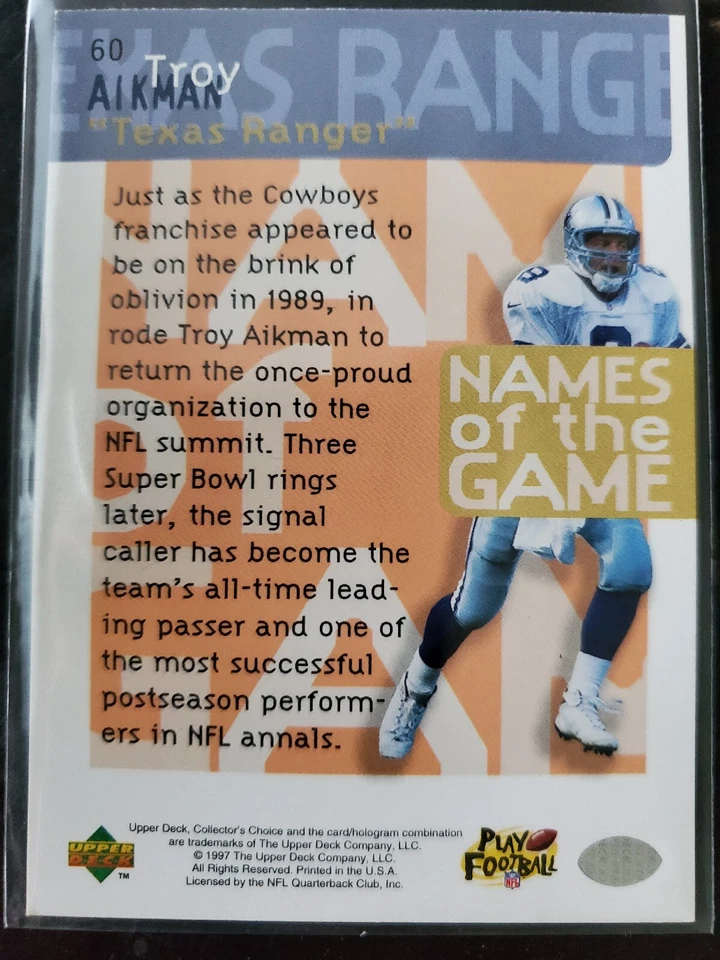 60
Troy
AIKMAN
"Texas Ranger"
EXAS RANGE
Just as the Cowboys
franchise appeared to
be on the brink of
oblivion in 1989, in
rode Troy Aikman to
return the once-proud
organization to the
NFL summit. Three
Super Bowl rings
later, the signal
caller has become the
team's all-time lead-
ing passer and one of
the most successful
postseason perform-
ers in NFL annals.
8
NAMES
of the
GAME
Upper Deck, Collector's Choice and the card/hologram combination
are trademarks of The Upper Deck Company, LLC.
© 1997 The Upper Deck Company, LLC.
All Rights Reserved. Printed in the U.S.A.
Licensed by the NFL Quarterback Club, Inc.
UPPER
DECK
TM
PLAY
FOOTBALL
NFL